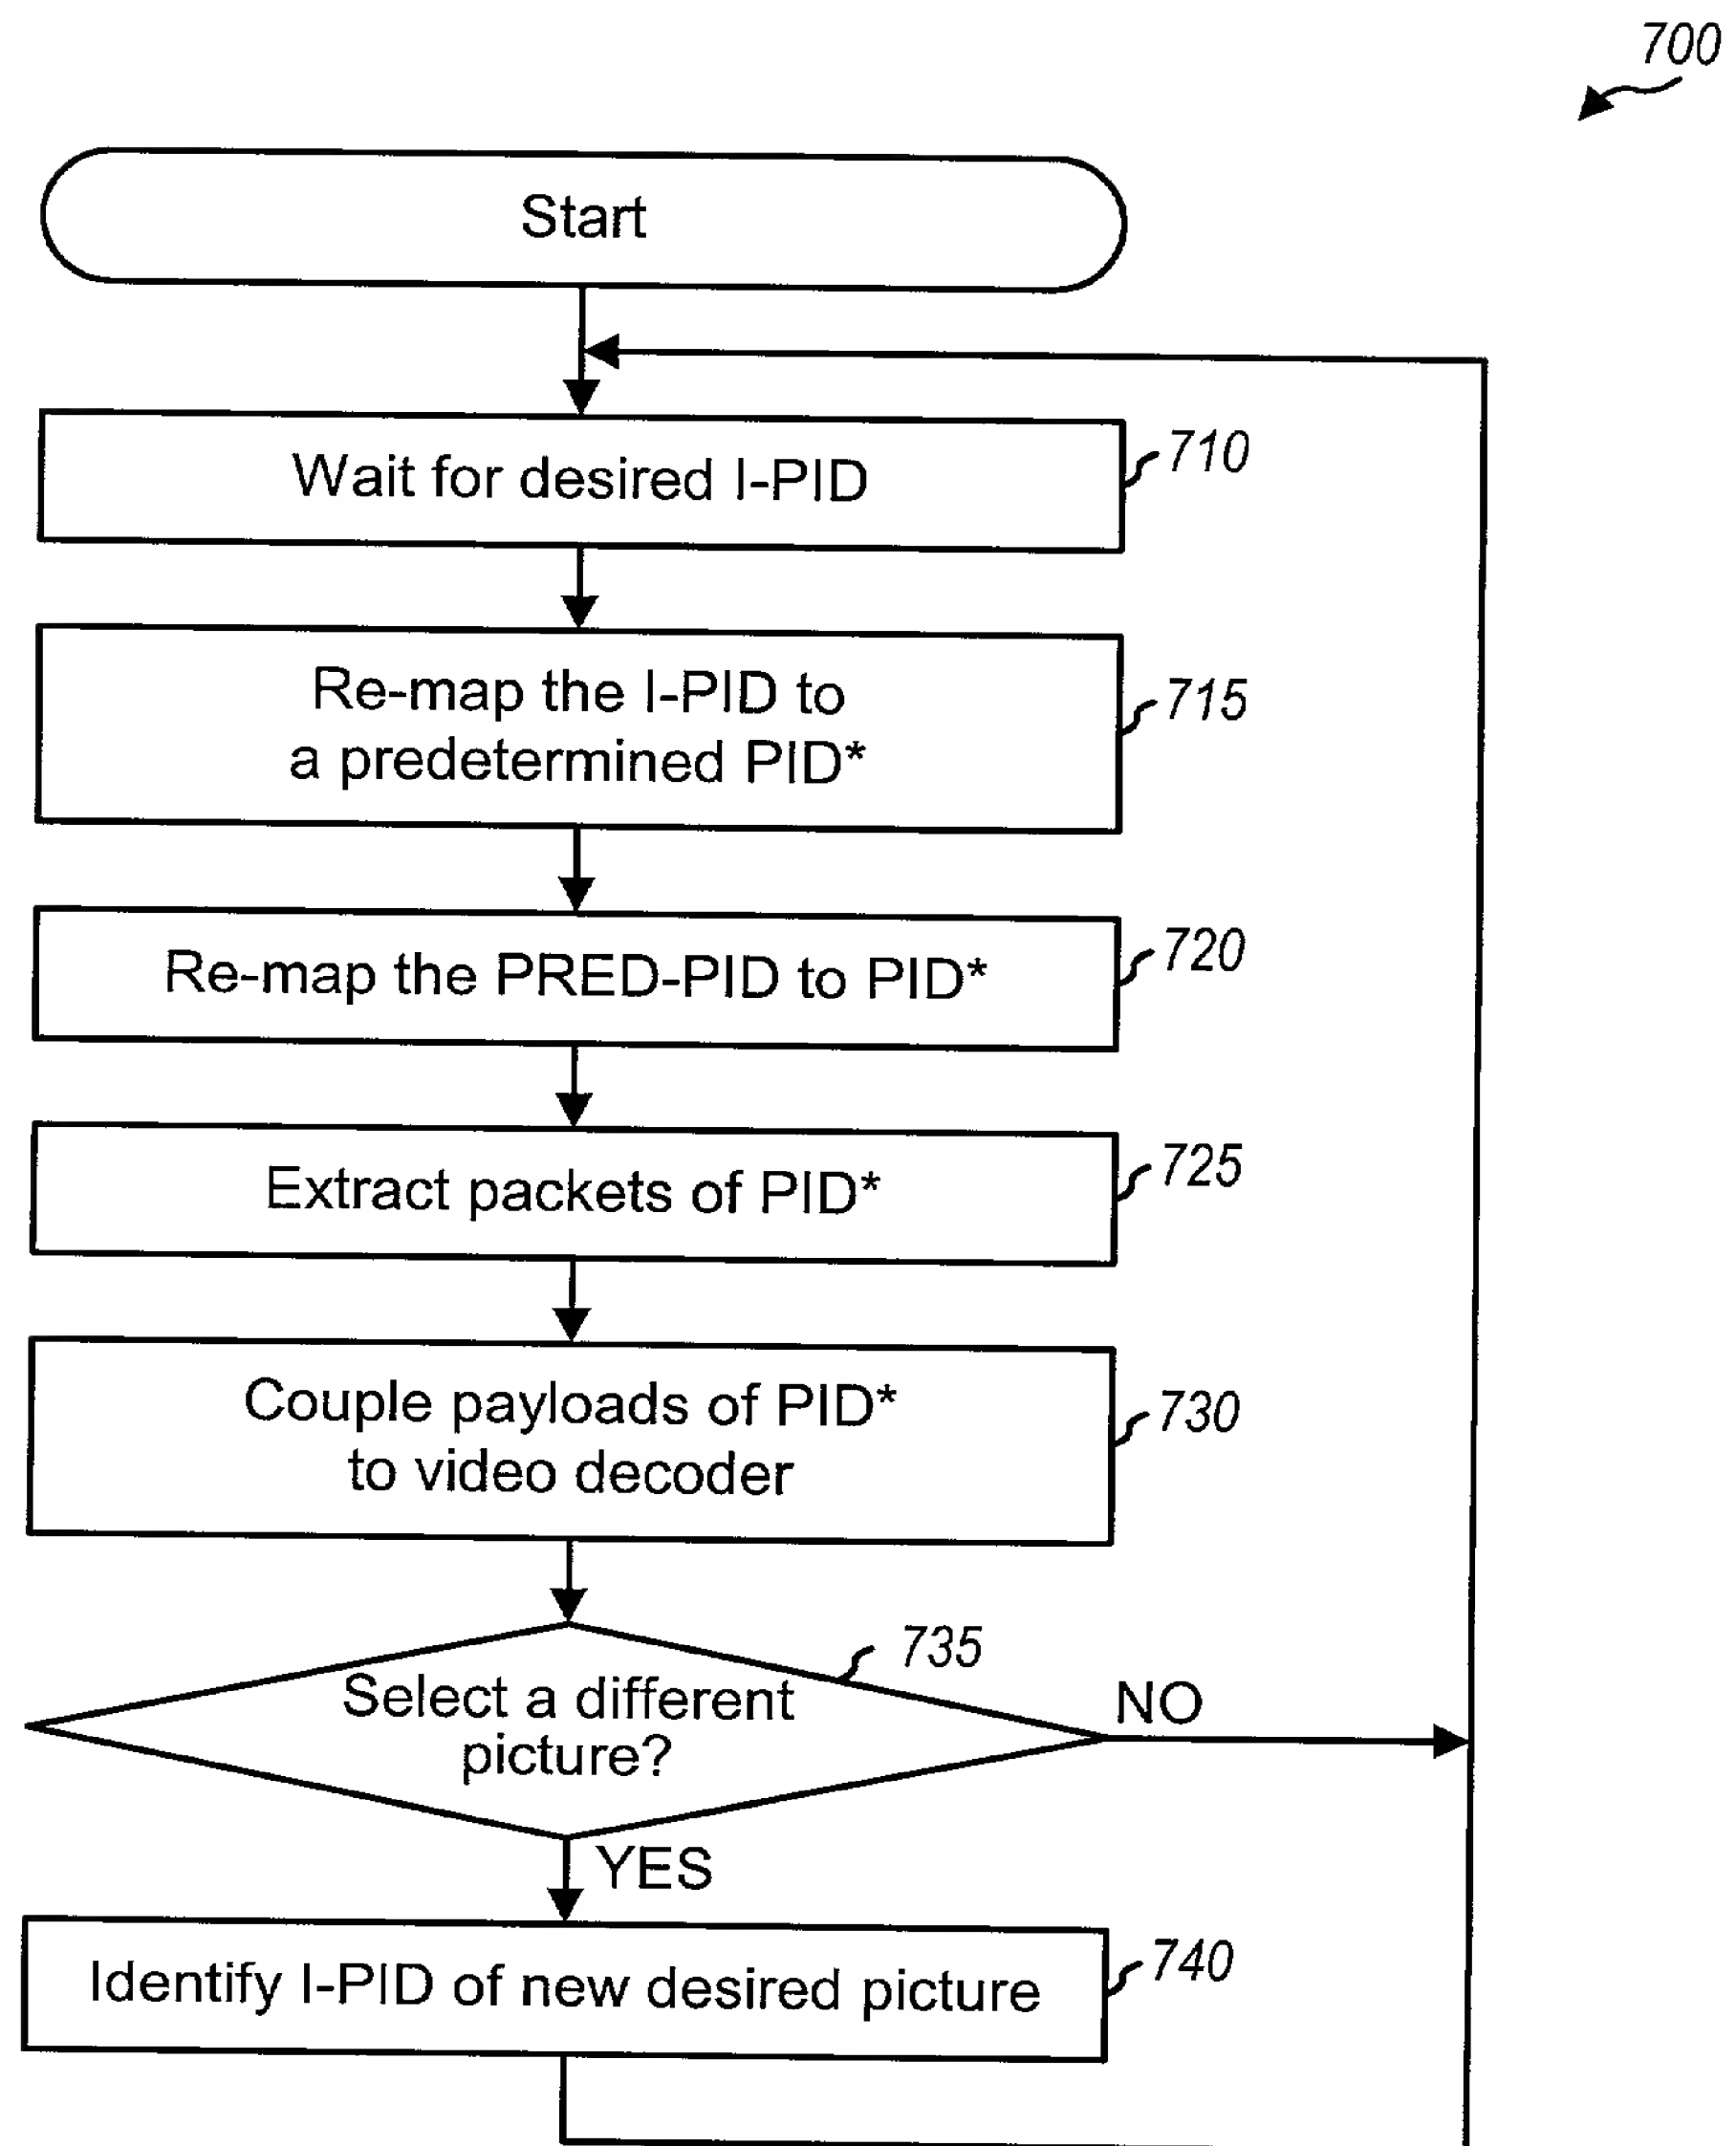 700
Start
Wait for desired I-PID
710
Re-map the I-PID to
a predetermined PID*
715
Re-map the PRED-PID to PID*
720
Extract packets of PID*
725
Couple payloads of PID*
to video decoder
730
735
Select a different
picture?
NO
YES
Identify I-PID of new desired picture
740